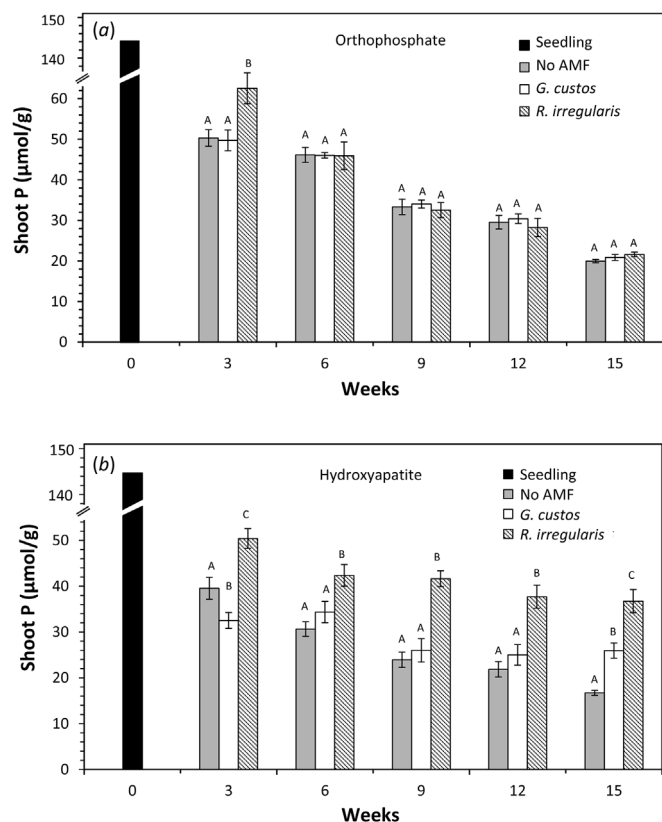 (a)
Orthophosphate
Seedling
No AMF
G. custos
R. irregularis
Shoot P (µmol/g)
150
140
60
50
40
30
20
10
0
A A B
A A A
A A A
A A A
A A A
0 3 6 9 12 15
Weeks
(b)
Hydroxyapatite
Seedling
No AMF
G. custos
R. irregularis
Shoot P (µmol/g)
150
140
50
40
30
20
10
0
A B C
A A B
A A B
A A B
A B C
0 3 6 9 12 15
Weeks